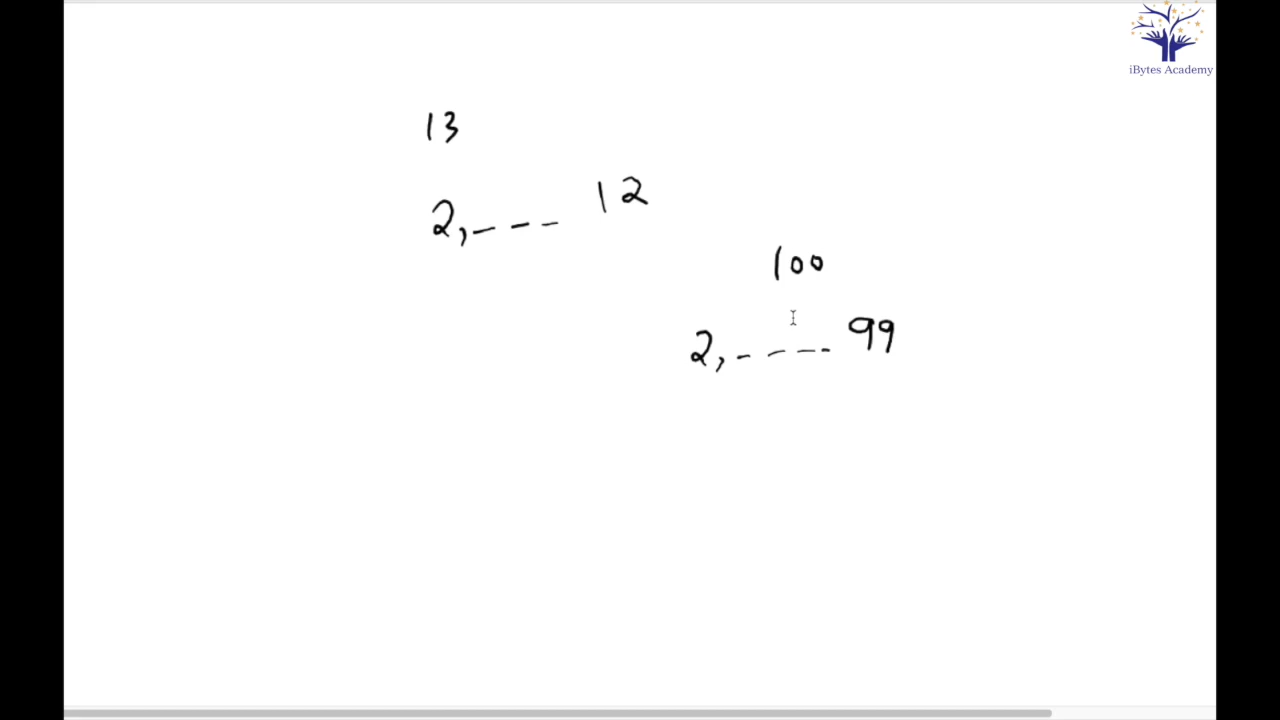 iBytes Academy
13
2,--- 12
100
2,---- 99